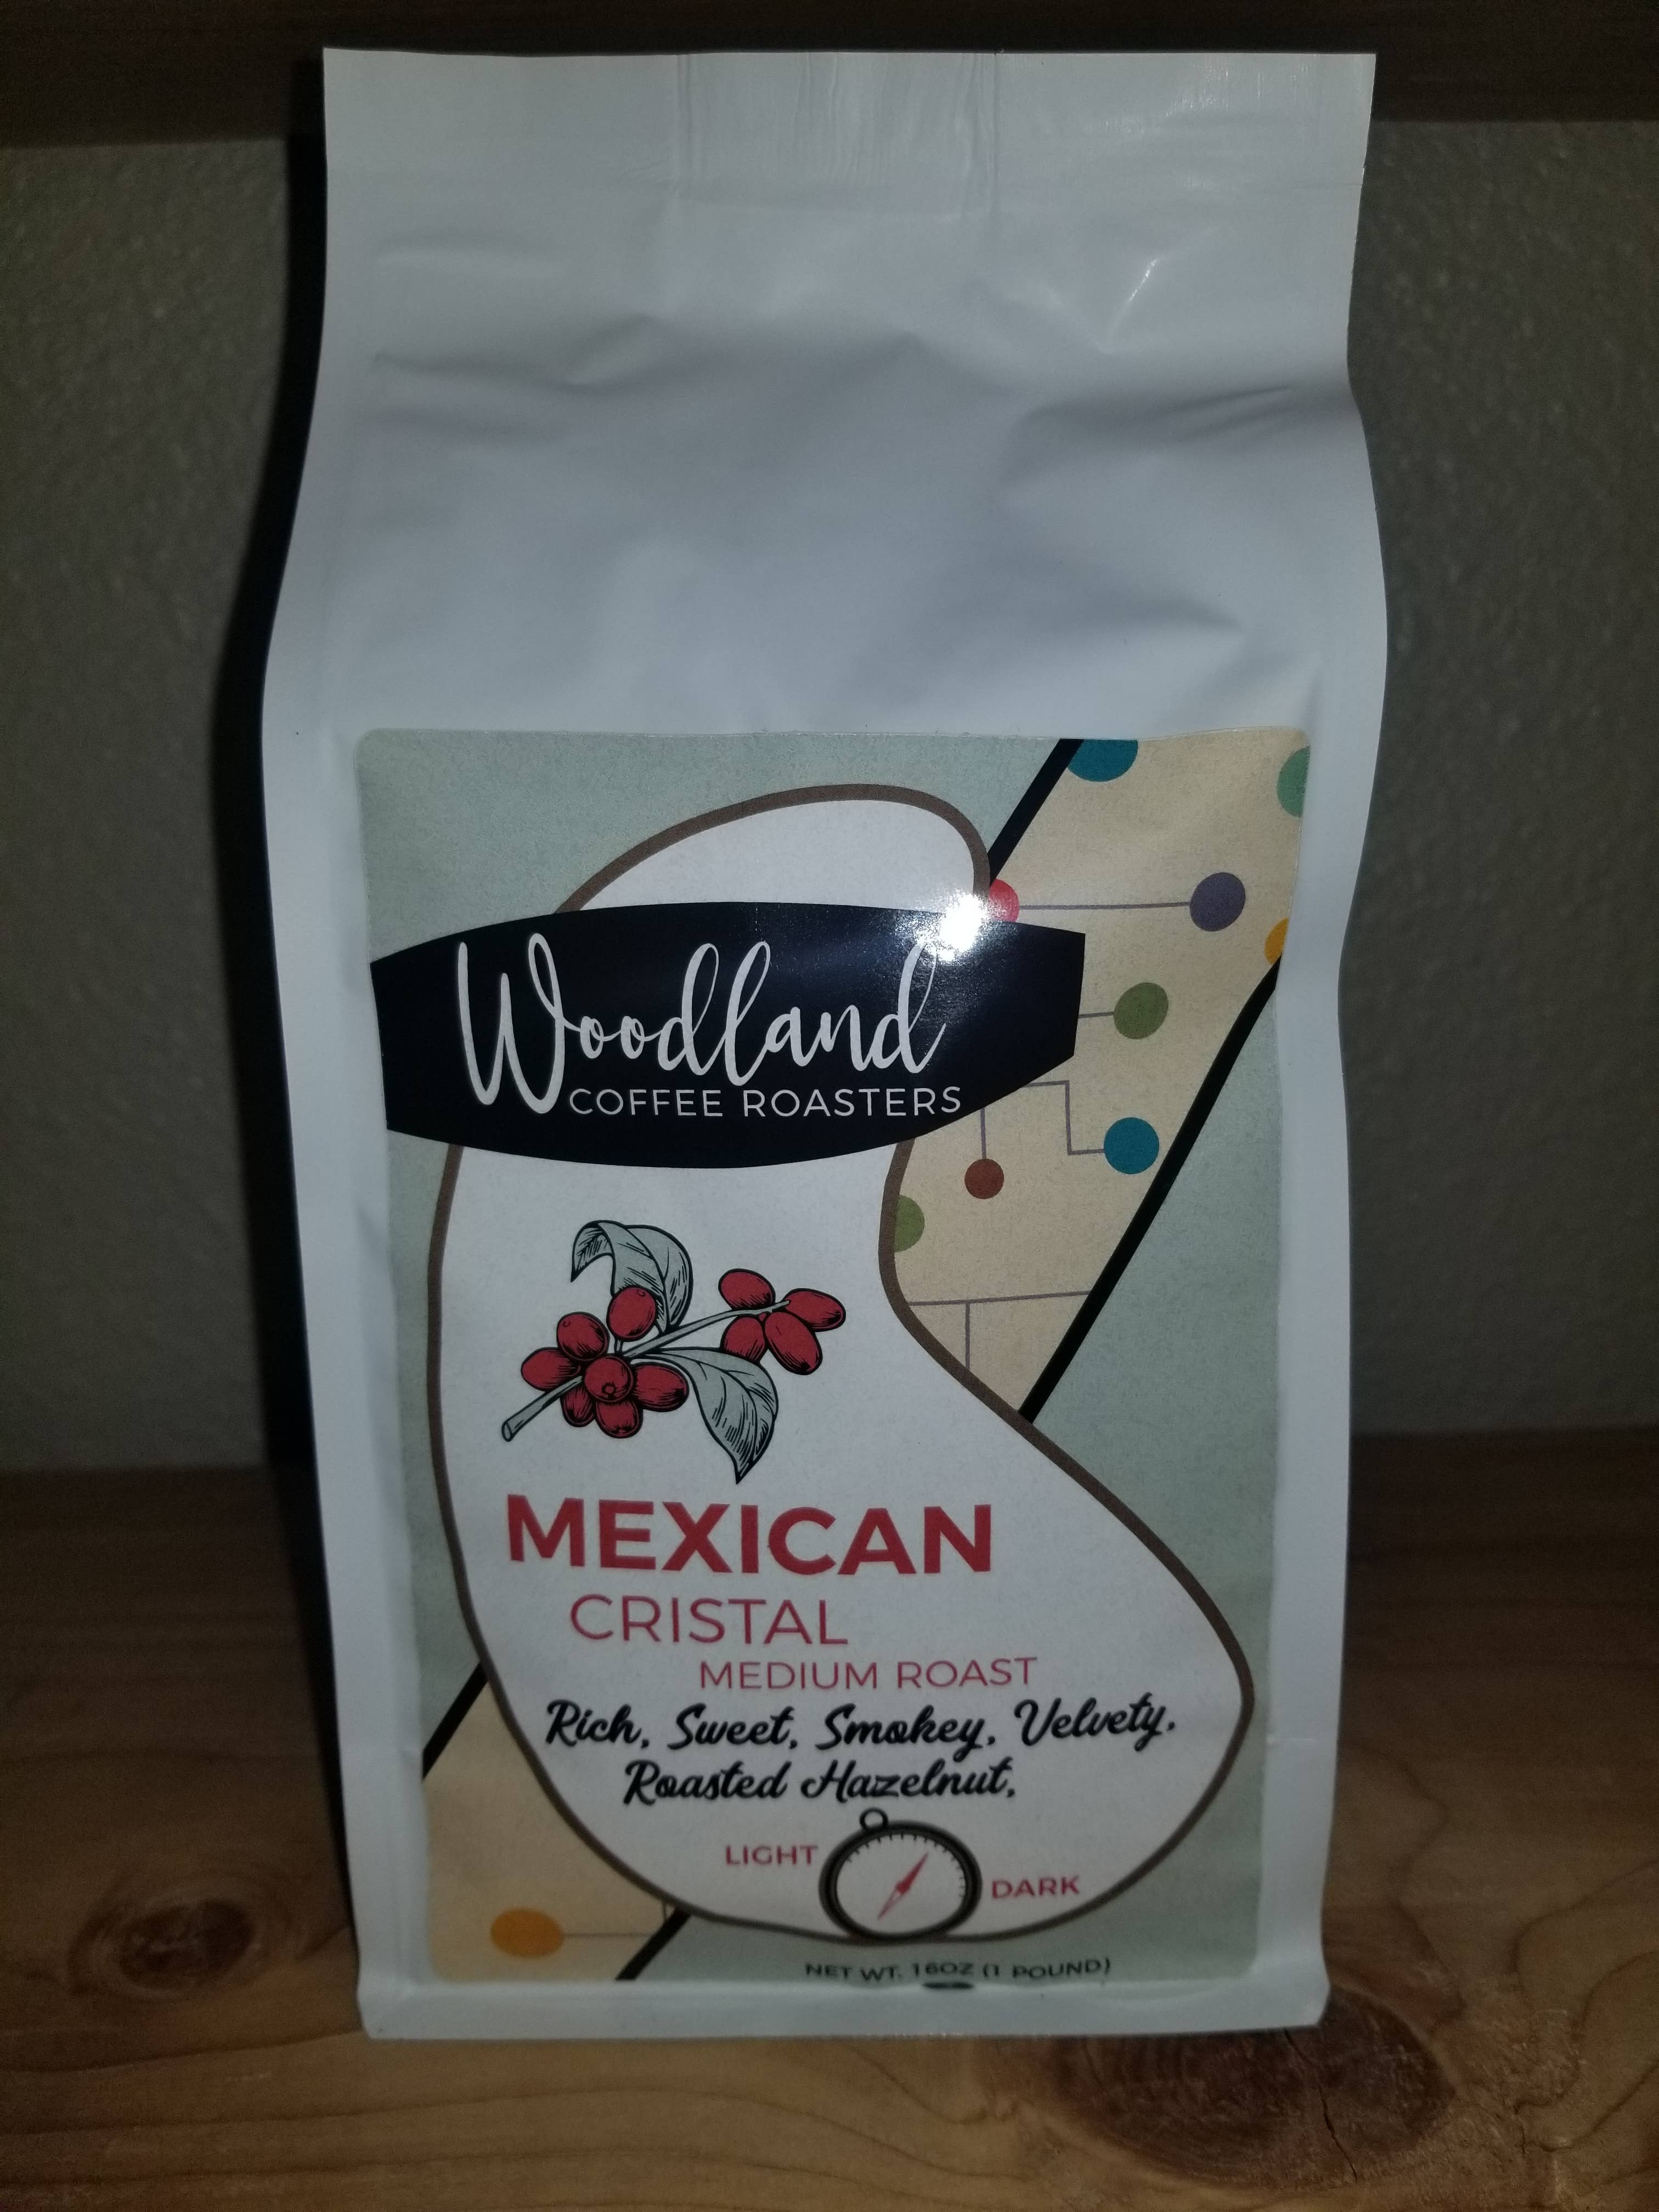 Woodland
COFFEE ROASTERS
MEXICAN
CRISTAL
MEDIUM ROAST
Rich, Sweet, Smokey, Velvety,
Roasted Hazelnut,
LIGHT
DARK
NET WT. 16OZ (1 POUND)